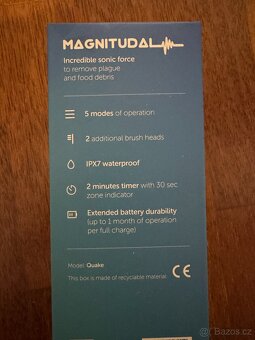 MAGNITUDAL
Incredible sonic force
to remove plague
and food debris
5 modes of operation
2 additional brush heads
IPX7 waterproof
2 minutes timer with 30 sec
zone indicator
Extended battery durability
(up to 1 month of operation
per full charge)
Model: Quake
This box is made of recyclable material.
CE
© Bazoš.cz